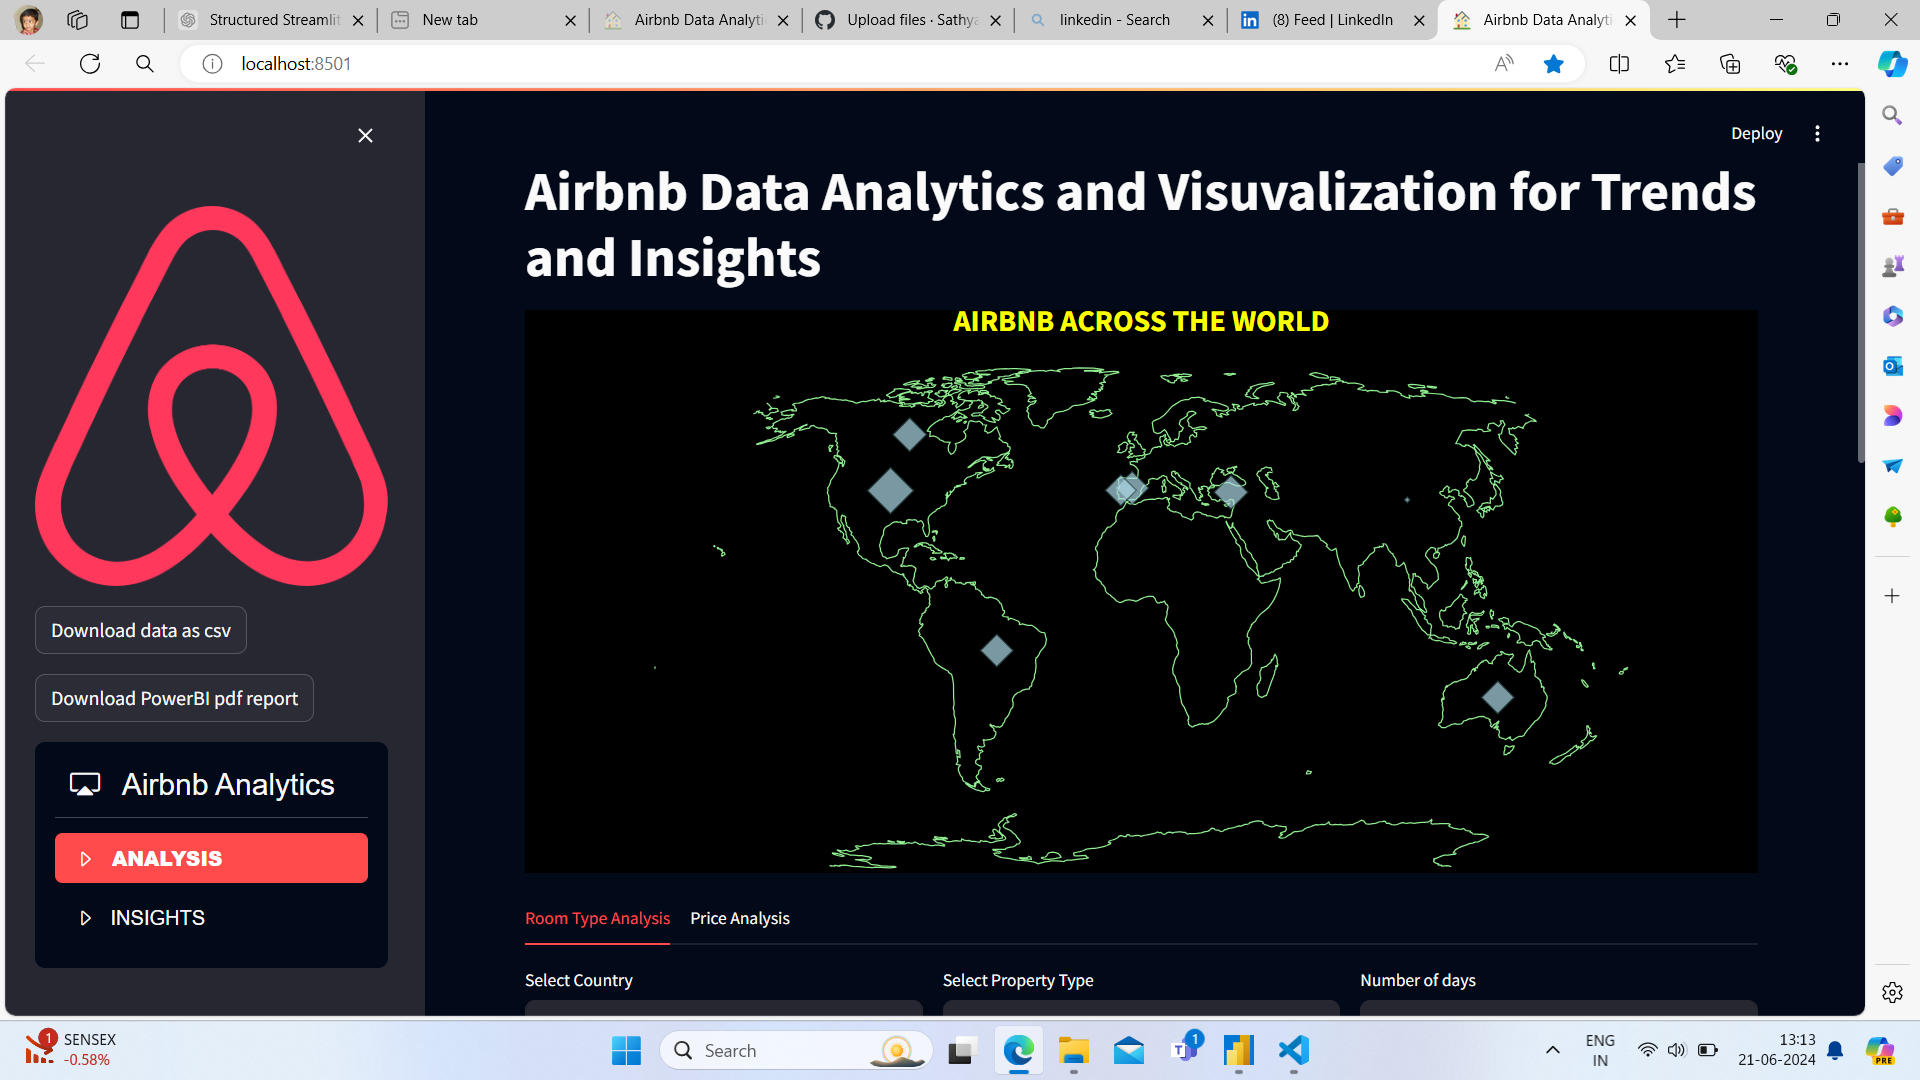 Structured Streamlit
New tab
Airbnb Data Analyti
Upload files · Sathya
linkedin - Search
(8) Feed | LinkedIn
Airbnb Data Analyti
localhost:8501
Deploy
Airbnb Data Analytics and Visuvalization for Trends
and Insights
AIRBNB ACROSS THE WORLD
Download data as csv
Download PowerBI pdf report
Airbnb Analytics
ANALYSIS
INSIGHTS
Room Type Analysis
Price Analysis
Select Country
Select Property Type
Number of days
1
SENSEX
-0.58%
Search
1
ENG
IN
13:13
21-06-2024
PRE